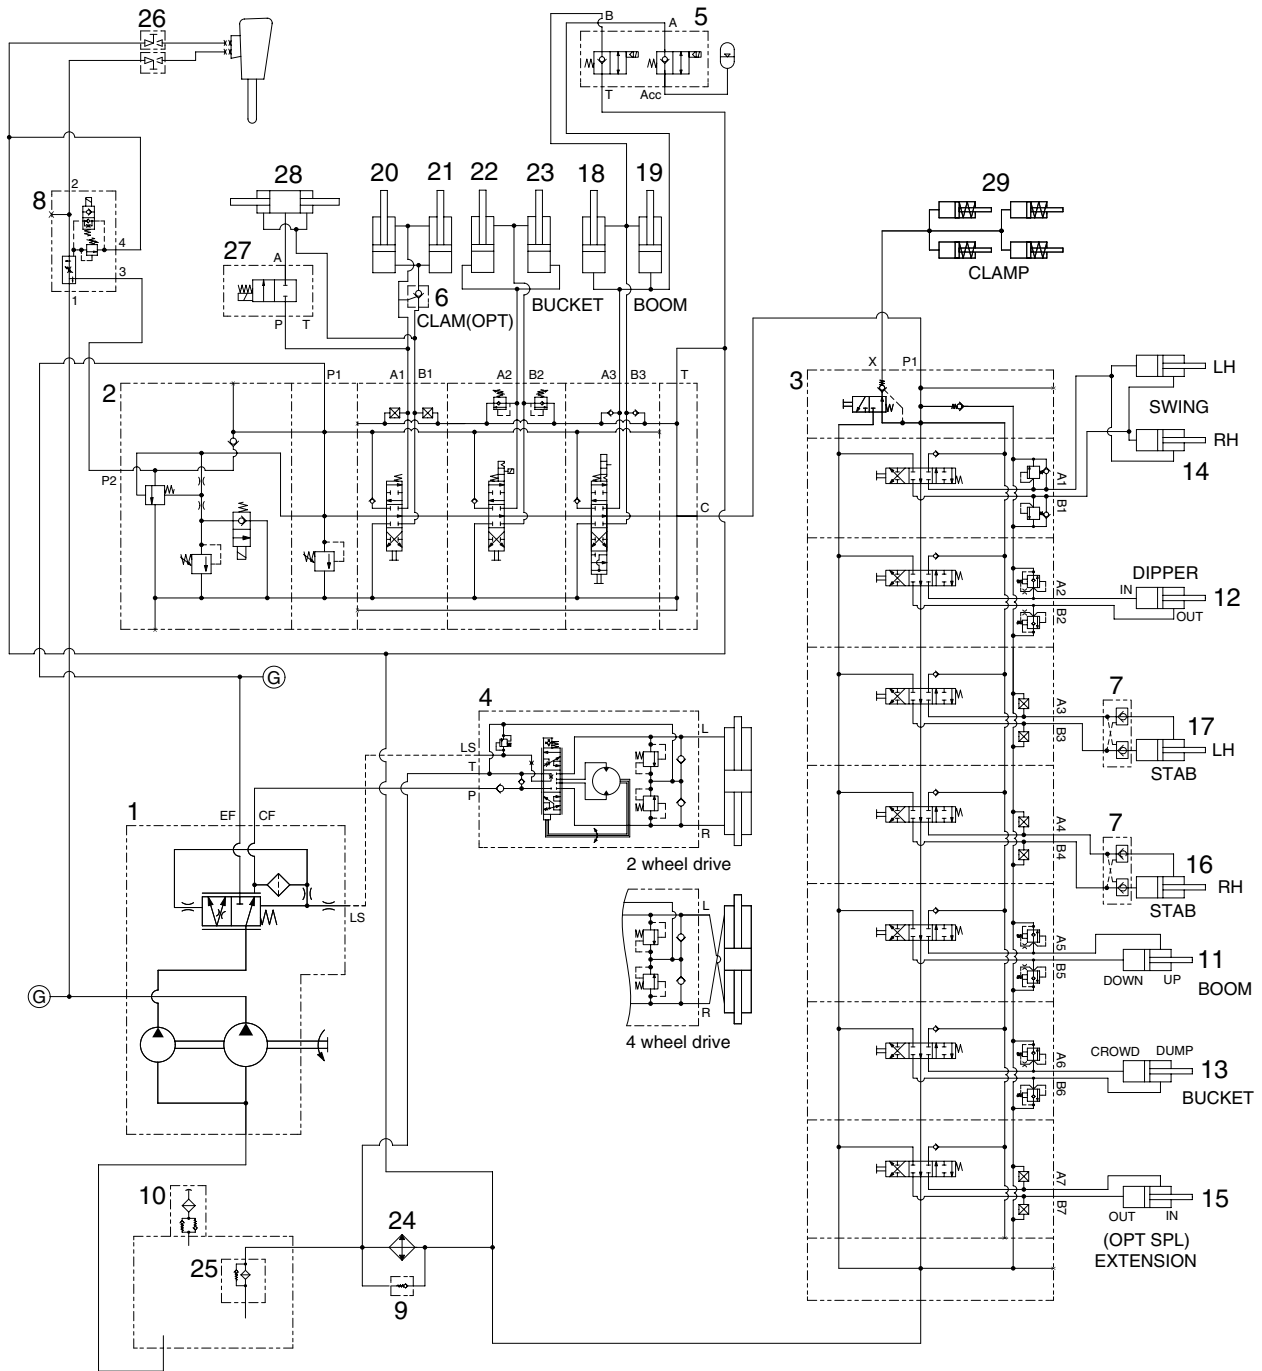 26
B
A
5
T
Acc
8
2
4
3
1
28
20
21
22
23
18
19
29
CLAMP
27
A
P
T
6
CLAM(OPT)
BUCKET
BOOM
2
P1
A1
B1
A2
B2
A3
B3
T
P2
C
3
X
P1
LH
SWING
RH
14
A1
B1
DIPPER
IN
12
OUT
A2
B2
G
7
A3
B3
17
LH
STAB
4
LS
T
P
L
R
2 wheel drive
7
A4
B4
16
RH
STAB
1
EF
CF
LS
L
R
4 wheel drive
A5
B5
11
DOWN
UP
BOOM
G
CROWD
DUMP
A6
B6
13
BUCKET
10
25
24
9
A7
B7
15
OUT
IN
(OPT SPL)
EXTENSION